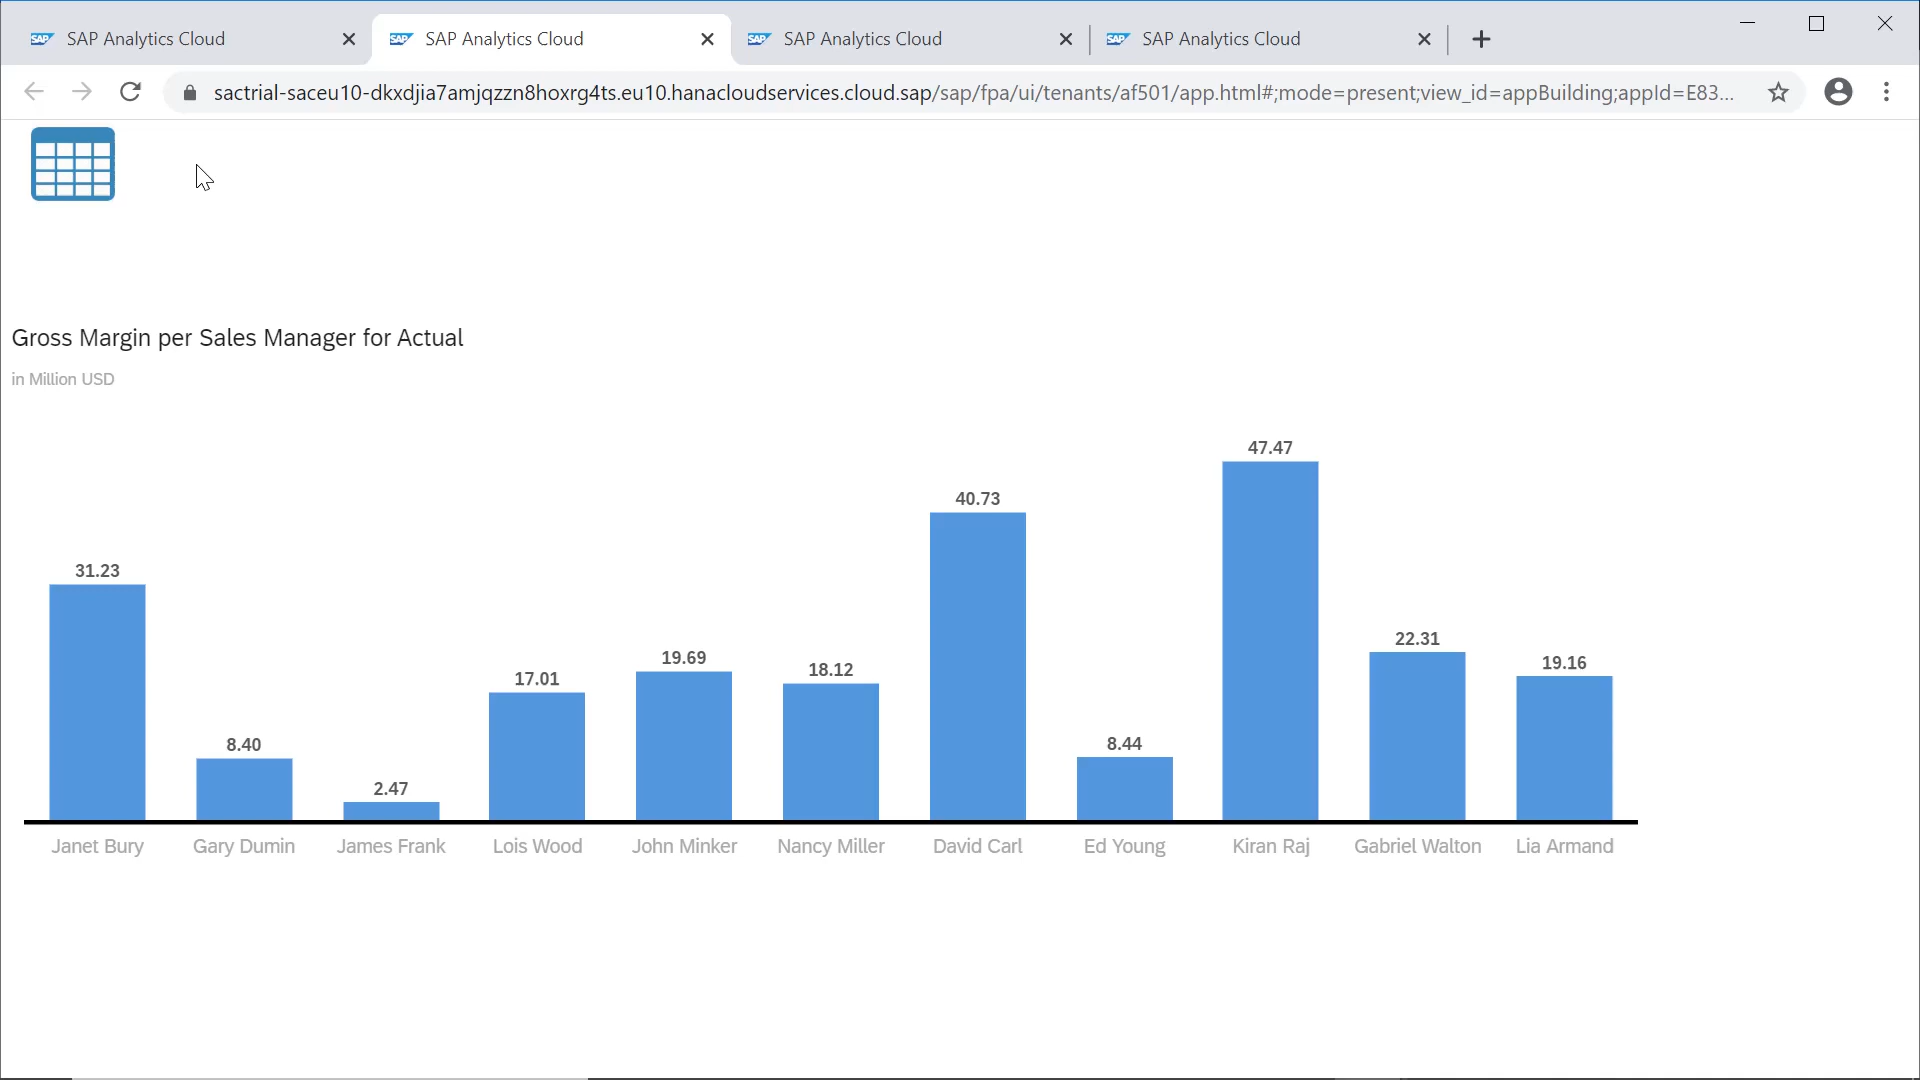 SAP SAP Analytics Cloud SAP SAP Analytics Cloud SAP SAP Analytics Cloud SAP SAP Analytics Cloud
sactrial-saceu10-dkxdjia7amjqzzn8hoxrg4ts.eu10.hanacloudservices.cloud.sap/sap/fpa/ui/tenants/af501/app.html#;mode=present;view_id=appBuilding;appId=E83...
Gross Margin per Sales Manager for Actual
in Million USD
47.47
40.73
31.23
22.31
19.69
19.16
18.12
17.01
8.44
8.40
2.47
Janet Bury Gary Dumin James Frank Lois Wood John Minker Nancy Miller David Carl Ed Young Kiran Raj Gabriel Walton Lia Armand